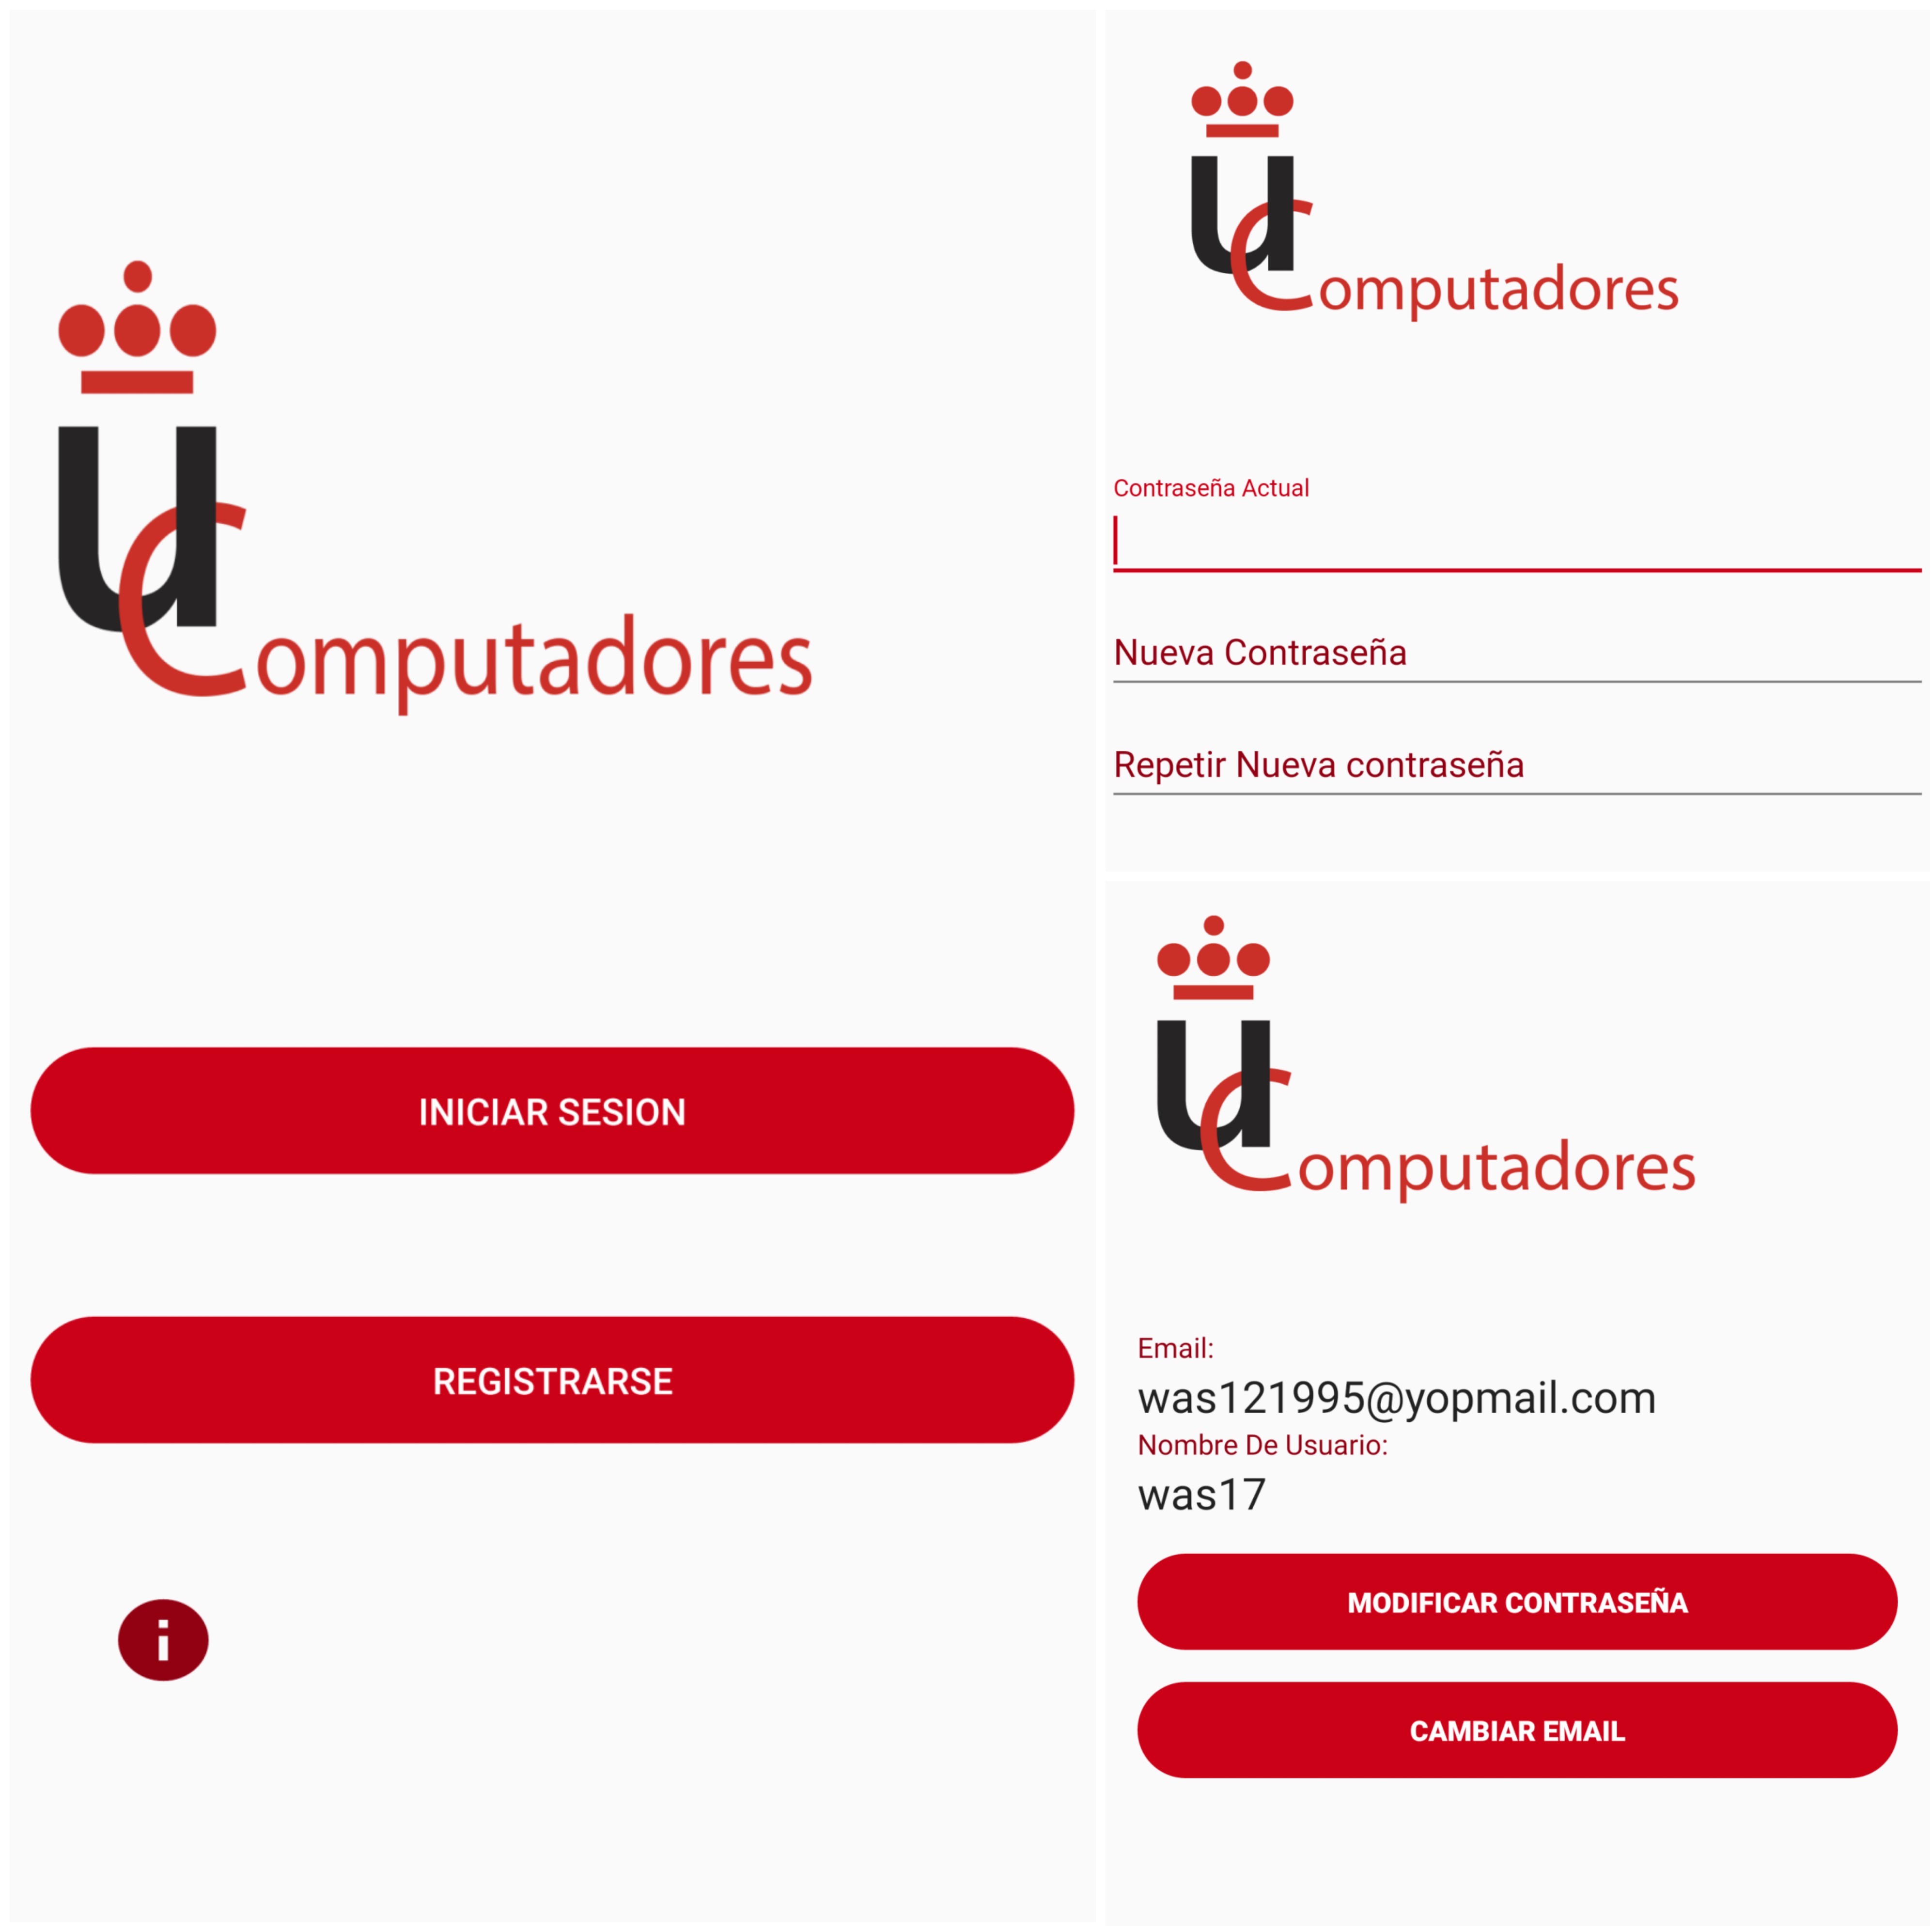 uComputadores
INICIAR SESION
REGISTRARSE
i
uComputadores
Contraseña Actual
Nueva Contraseña
Repetir Nueva contraseña
uComputadores
Email:
was121995@yopmail.com
Nombre De Usuario:
was17
MODIFICAR CONTRASEÑA
CAMBIAR EMAIL